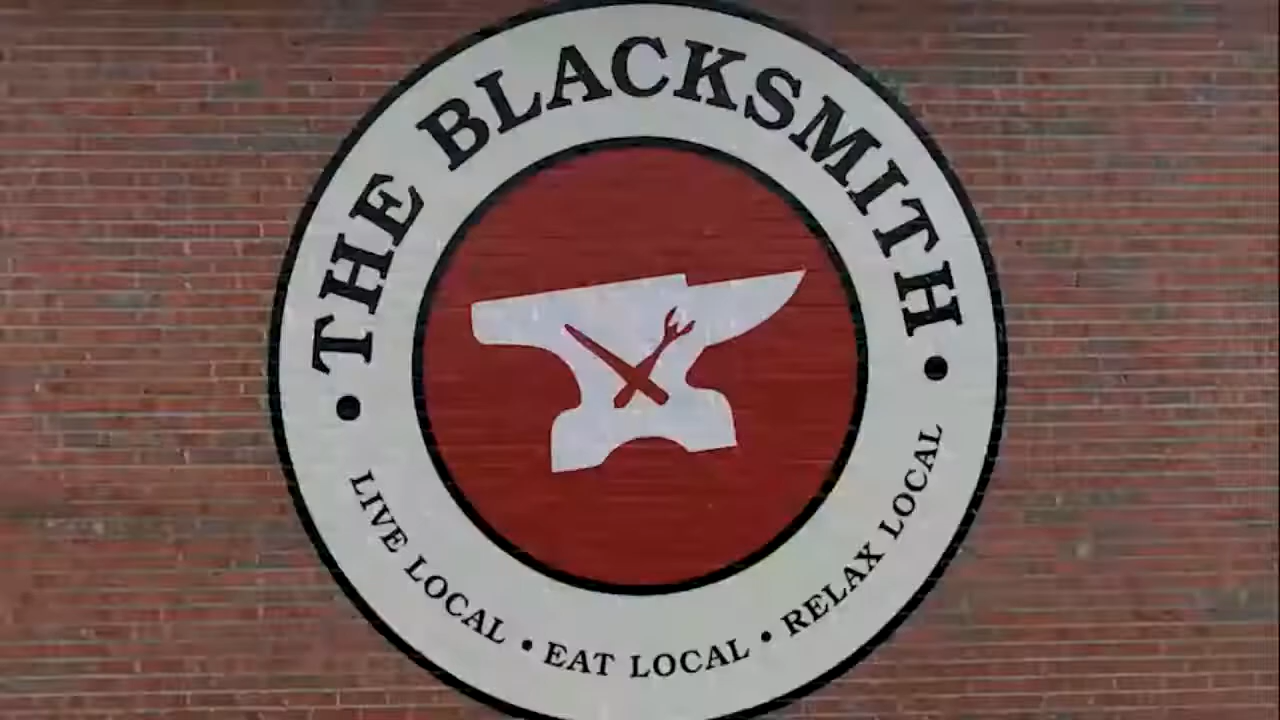 • THE BLACKSMITH •
LIVE LOCAL • EAT LOCAL • RELAX LOCAL